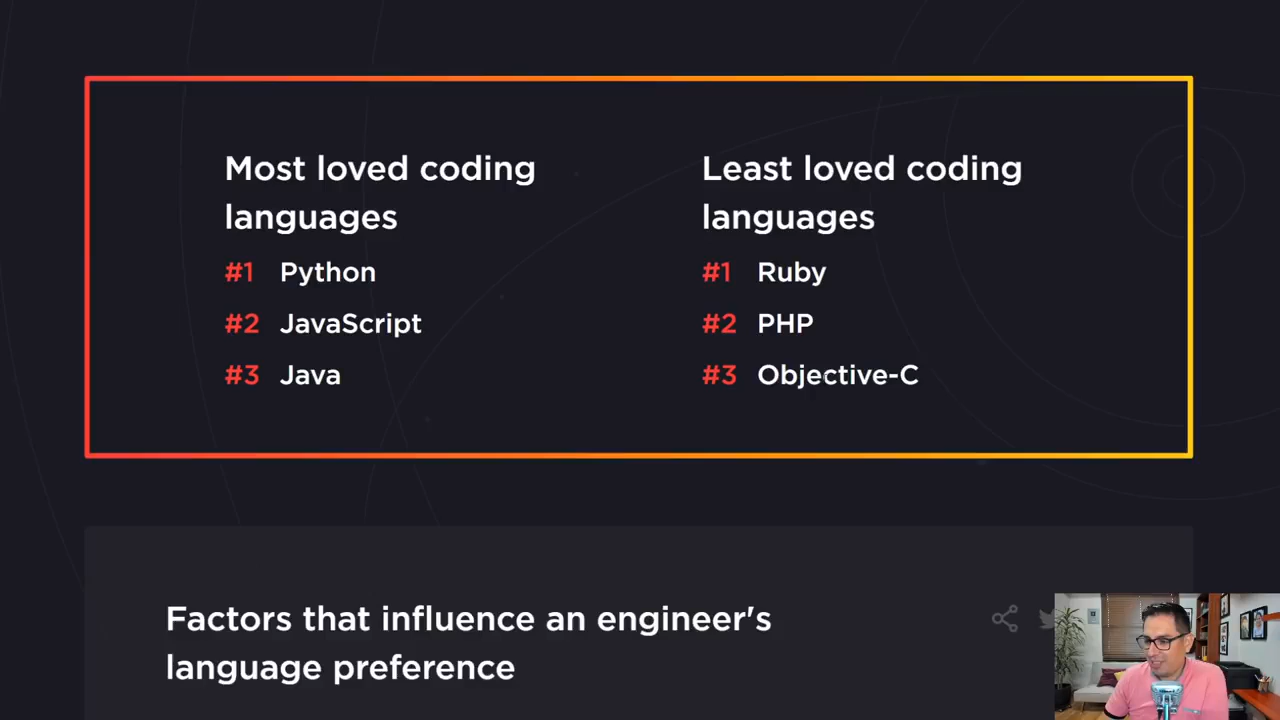 Most loved coding
languages
#1 Python
#2 JavaScript
#3 Java
Least loved coding
languages
#1 Ruby
#2 PHP
#3 Objective-C
Factors that influence an engineer's
language preference